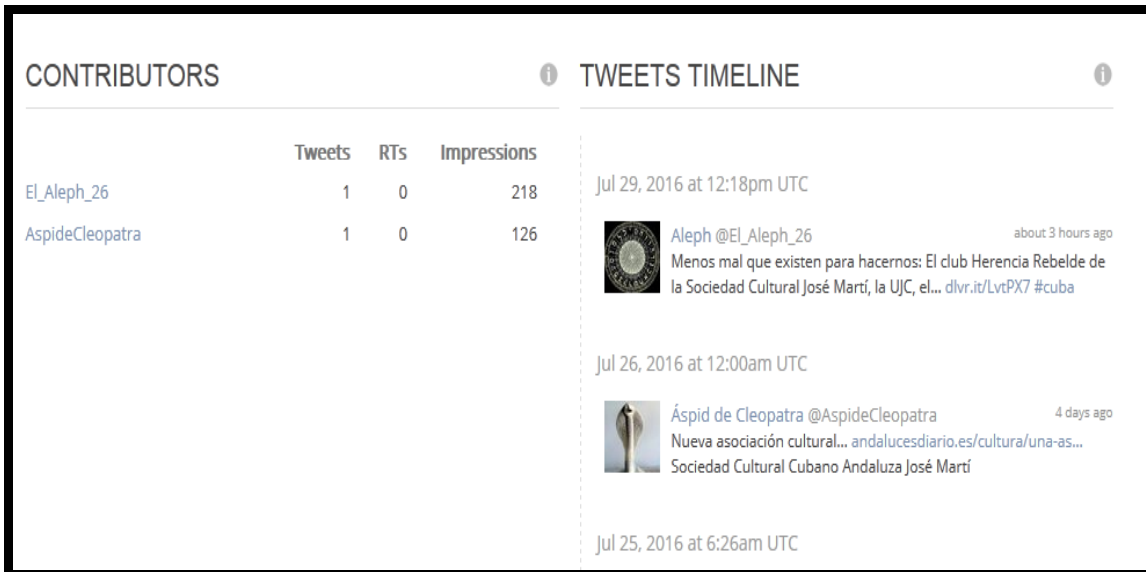 CONTRIBUTORS
Tweets RTs Impressions
El_Aleph_26 1 0 218
AspideCleopatra 1 0 126
TWEETS TIMELINE
Jul 29, 2016 at 12:18pm UTC
Aleph @El_Aleph_26 about 3 hours ago
Menos mal que existen para hacernos: El club Herencia Rebelde de
la Sociedad Cultural José Martí, la UJC, el... dlvr.it/LvtPX7 #cuba
Jul 26, 2016 at 12:00am UTC
Áspid de Cleopatra @AspideCleopatra 4 days ago
Nueva asociación cultural... andalucesdiario.es/cultura/una-as...
Sociedad Cultural Cubano Andaluza José Martí
Jul 25, 2016 at 6:26am UTC